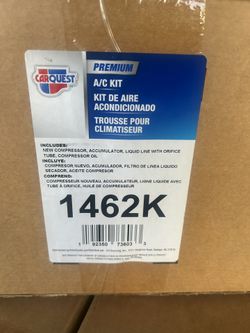 CARQUEST
PREMIUM
A/C KIT
KIT DE AIRE
ACONDICIONADO
TROUSSE POUR
CLIMATISEUR
INCLUDES:
NEW COMPRESSOR, ACCUMULATOR, LIQUID LINE WITH ORIFICE
TUBE, COMPRESSOR OIL
INCLUYE:
COMPRESOR NUEVO, ACUMULADOR, FILTRO DE LINEA LIQUIDO
SECADOR, ACEITE COMPRESOR
COMPREND:
COMPRESSEUR NOUVEAU, ACCUMULATEUR, LIGNE LIQUIDE AVEC
TUBE À ORIFICE, HUILE DE COMPRESSEUR
1462K